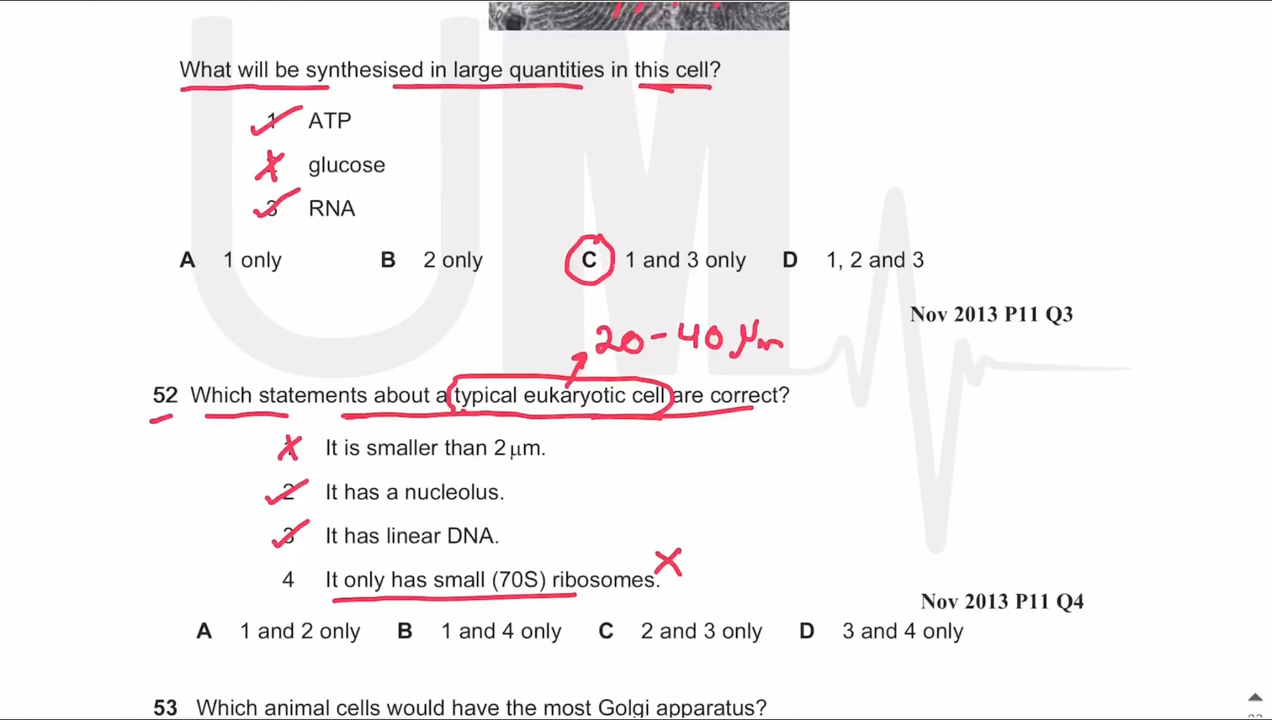 What will be synthesised in large quantities in this cell?
1 ATP
2 glucose
3 RNA
A 1 only B 2 only C 1 and 3 only D 1, 2 and 3
Nov 2013 P11 Q3
20-40 μm
52 Which statements about a typical eukaryotic cell are correct?
1 It is smaller than 2 μm.
2 It has a nucleolus.
3 It has linear DNA.
4 It only has small (70S) ribosomes.
Nov 2013 P11 Q4
A 1 and 2 only B 1 and 4 only C 2 and 3 only D 3 and 4 only
53 Which animal cells would have the most Golgi apparatus?
UM